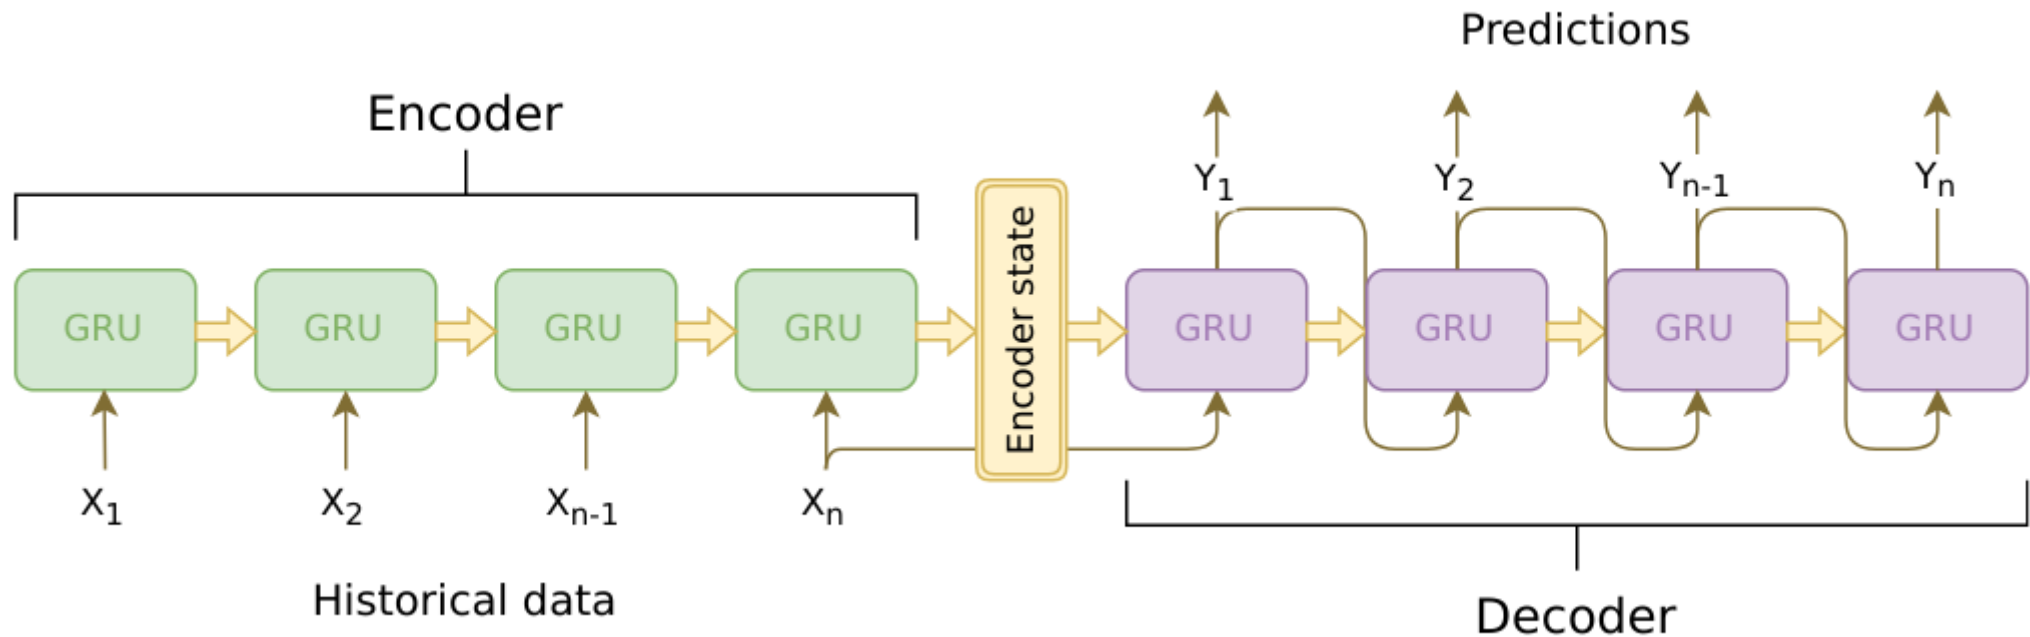 Predictions
Encoder
Y1 Y2 Yn-1 Yn
Encoder state
GRU GRU GRU GRU GRU GRU GRU GRU
X1 X2 Xn-1 Xn
Historical data
Decoder